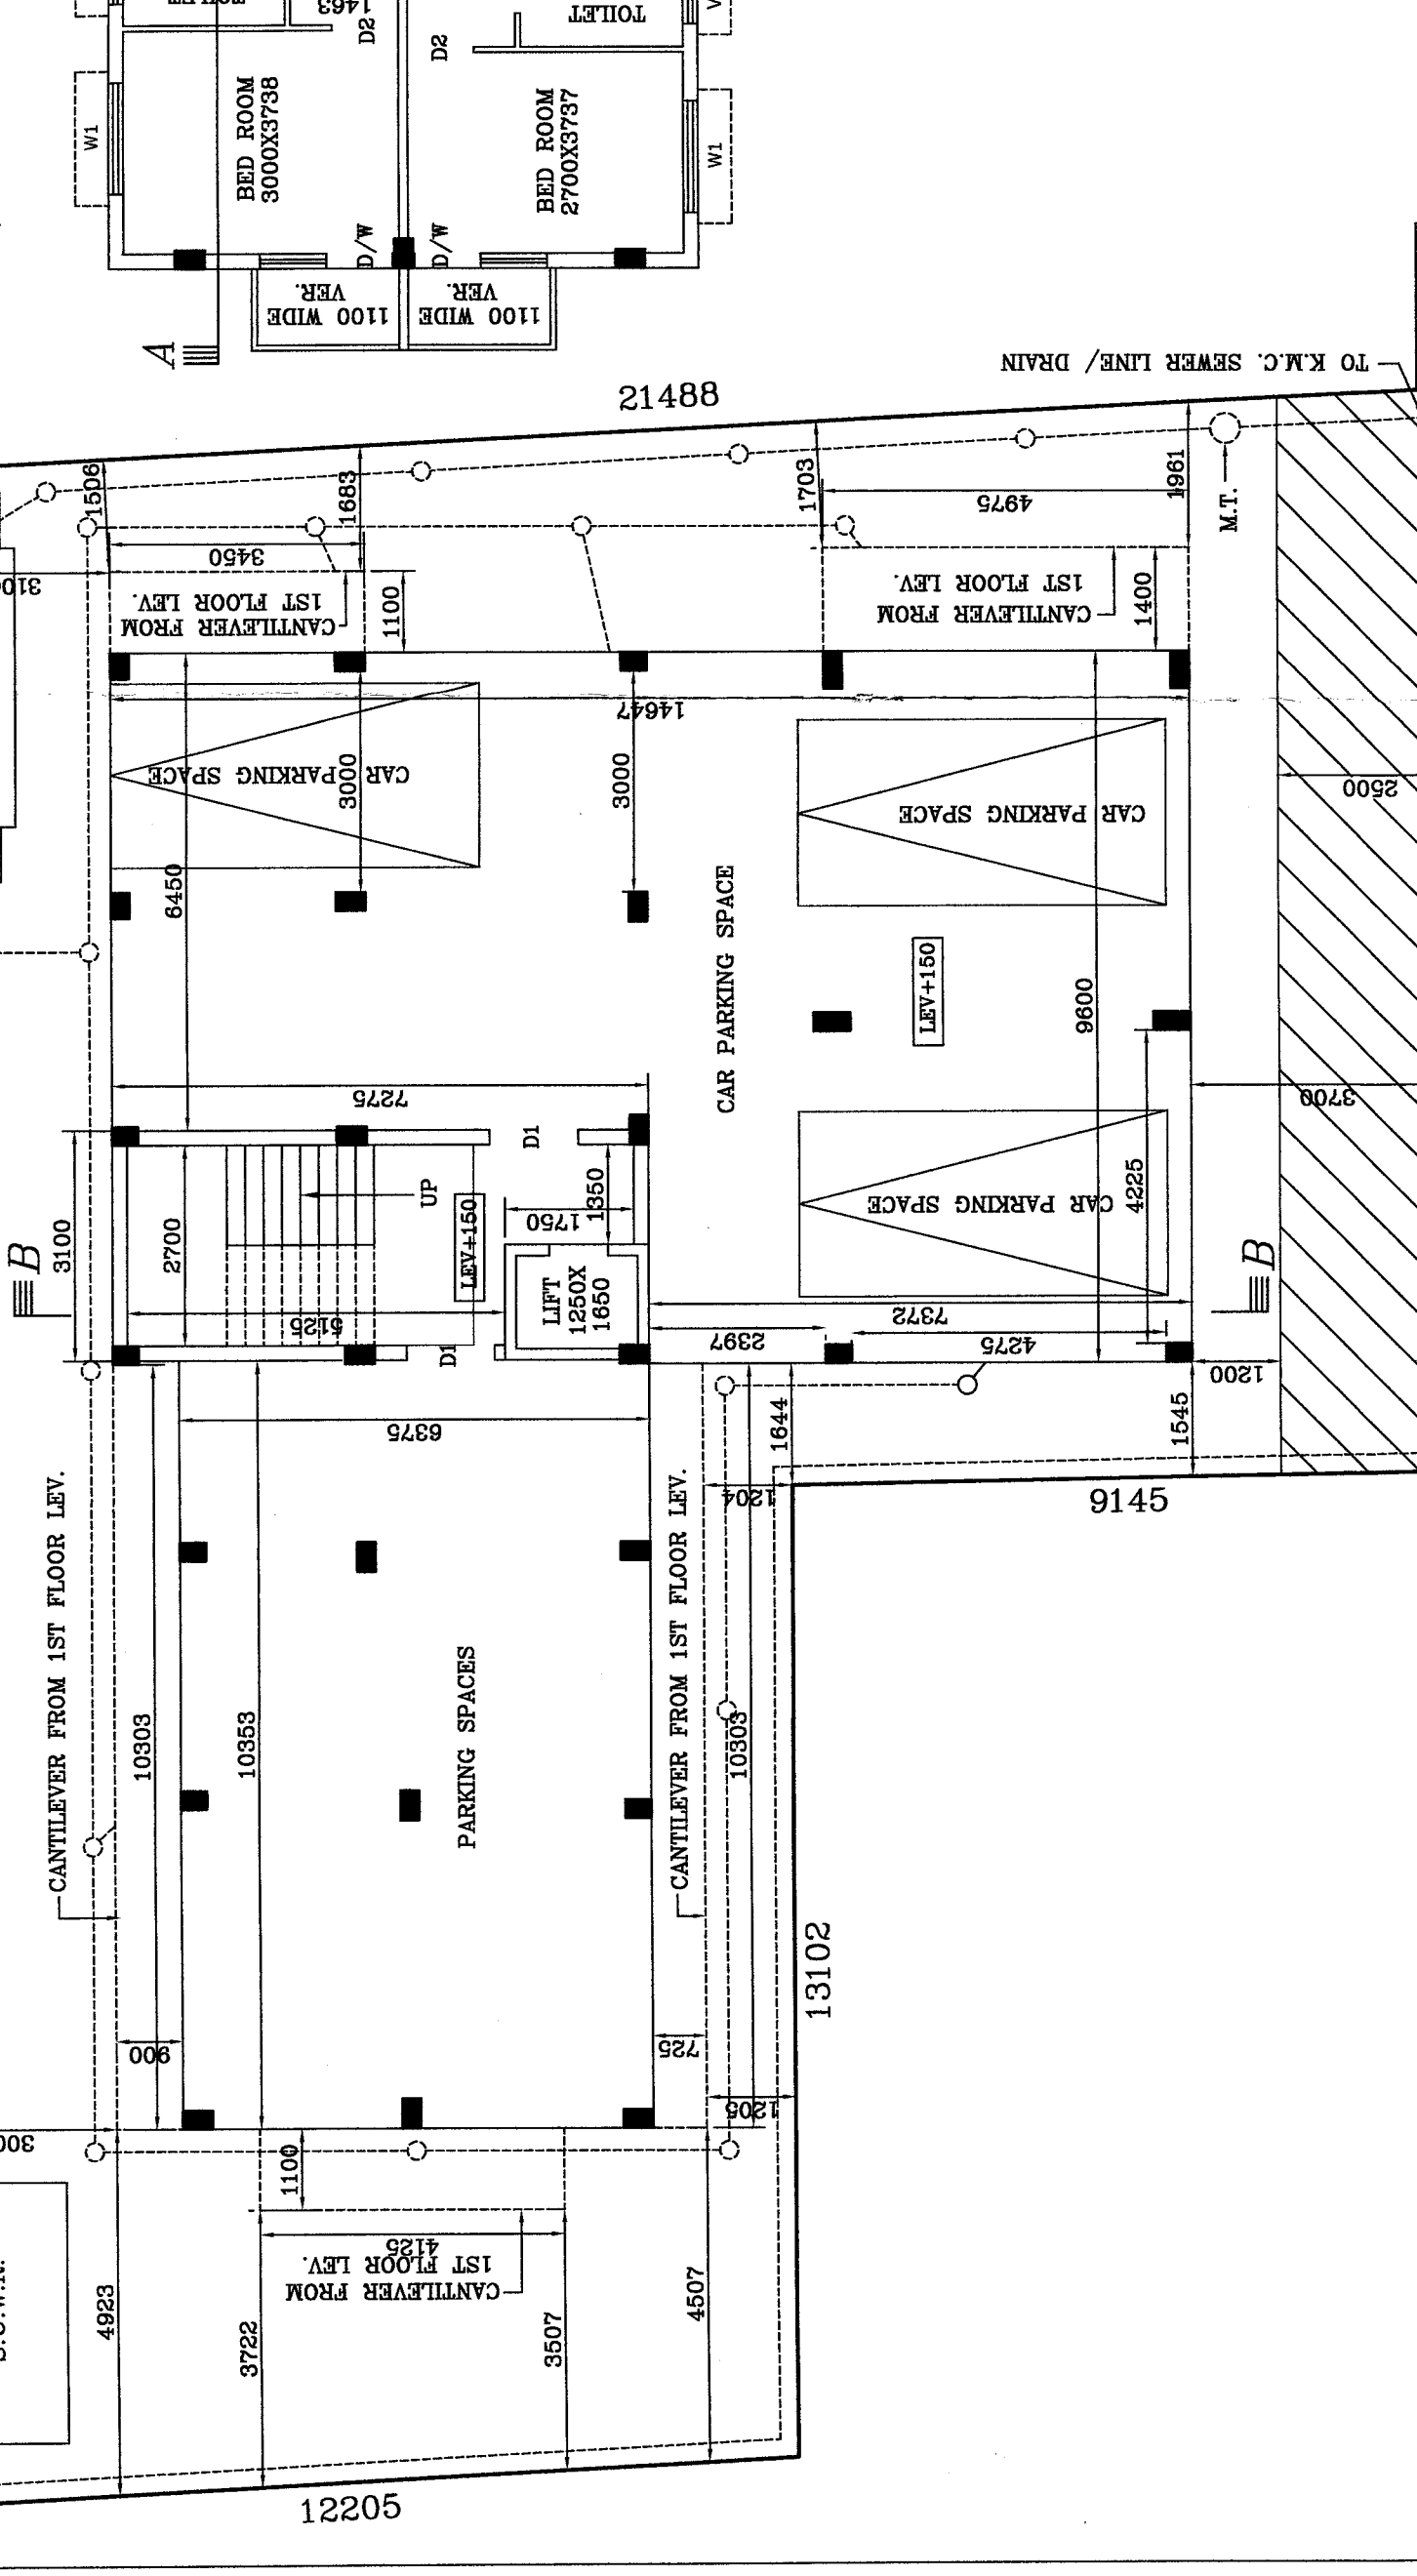 TOILET
1463
D2
TOILET
D2
W1
BED ROOM
3000X3738
BED ROOM
2700X3737
W1
D/W
D/W
1100 WIDE
VER.
1100 WIDE
VER.
A
21488
TO K.M.C. SEWER LINE/ DRAIN
1506
1683
1703
1961
4975
M.T.
3450
CANTILEVER FROM
1ST FLOOR LEV.
1100
CANTILEVER FROM
1ST FLOOR LEV.
1400
14647
CAR PARKING SPACE
3000
3000
CAR PARKING SPACE
2500
6450
CAR PARKING SPACE
LEV+150
9600
7275
3700
D1
3100
2700
UP
LEV+150
1750
1350
CAR PARKING SPACE
4225
B
B
5125
LIFT
1250X
1650
7372
2397
4275
D1
1200
6375
1644
1545
1204
9145
CANTILEVER FROM 1ST FLOOR LEV.
CANTILEVER FROM 1ST FLOOR LEV.
10303
10353
PARKING SPACES
10303
13102
900
725
1205
1100
4125
CANTILEVER FROM
1ST FLOOR LEV.
4923
3722
3507
4507
12205